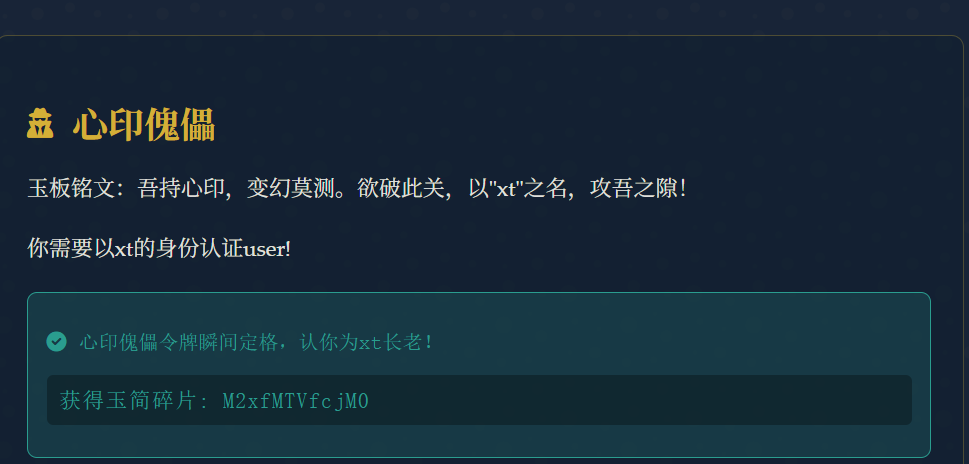 心印傀儡
玉板铭文：吾持心印，变幻莫测。欲破此关，以"xt"之名，攻吾之隙！
你需要以xt的身份认证user!
心印傀儡令牌瞬间定格，认你为xt长老！
获得玉简碎片: M2xfMTVfcjM0